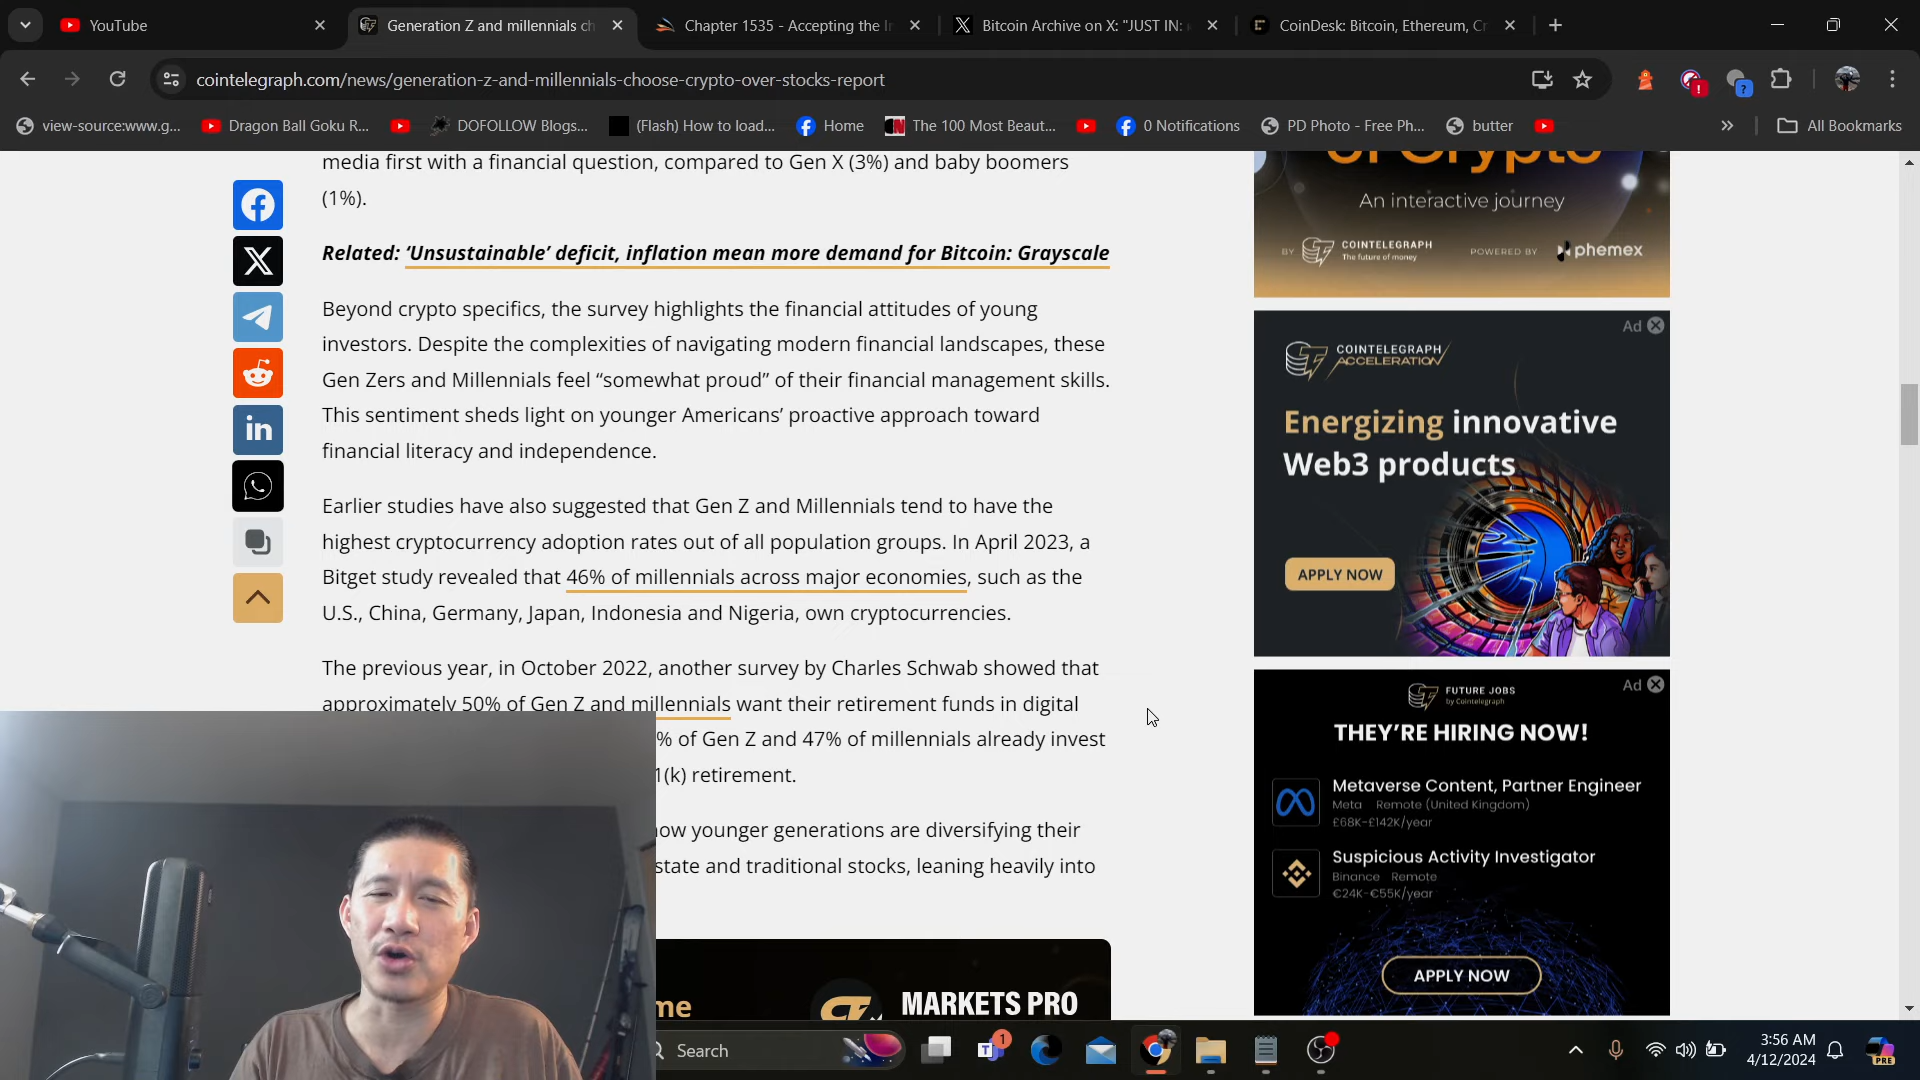 YouTube
Generation Z and millennials ch
Chapter 1535 - Accepting the In
Bitcoin Archive on X: "JUST IN:
CoinDesk: Bitcoin, Ethereum, Cr
cointelegraph.com/news/generation-z-and-millennials-choose-crypto-over-stocks-report
view-source:www.g...
Dragon Ball Goku R...
DOFOLLOW Blogs...
(Flash) How to load...
Home
The 100 Most Beaut...
0 Notifications
PD Photo - Free Ph...
butter
All Bookmarks
media first with a financial question, compared to Gen X (3%) and baby boomers
(1%).
Related: ‘Unsustainable’ deficit, inflation mean more demand for Bitcoin: Grayscale
Beyond crypto specifics, the survey highlights the financial attitudes of young
investors. Despite the complexities of navigating modern financial landscapes, these
Gen Zers and Millennials feel “somewhat proud” of their financial management skills.
This sentiment sheds light on younger Americans’ proactive approach toward
financial literacy and independence.
Earlier studies have also suggested that Gen Z and Millennials tend to have the
highest cryptocurrency adoption rates out of all population groups. In April 2023, a
Bitget study revealed that 46% of millennials across major economies, such as the
U.S., China, Germany, Japan, Indonesia and Nigeria, own cryptocurrencies.
The previous year, in October 2022, another survey by Charles Schwab showed that
approximately 50% of Gen Z and millennials want their retirement funds in digital
% of Gen Z and 47% of millennials already invest
1(k) retirement.
how younger generations are diversifying their
state and traditional stocks, leaning heavily into
me
MARKETS PRO
of Crypto
An interactive journey
BY COINTELEGRAPH
The future of money
POWERED BY phemex
Ad
COINTELEGRAPH
ACCELERATION
Energizing innovative
Web3 products
APPLY NOW
Ad
FUTURE JOBS
by Cointelegraph
THEY’RE HIRING NOW!
Metaverse Content, Partner Engineer
Meta Remote (United Kingdom)
£68K-£142K/year
Suspicious Activity Investigator
Binance Remote
€24K-€55K/year
APPLY NOW
Search
1
3:56 AM
4/12/2024
PRE